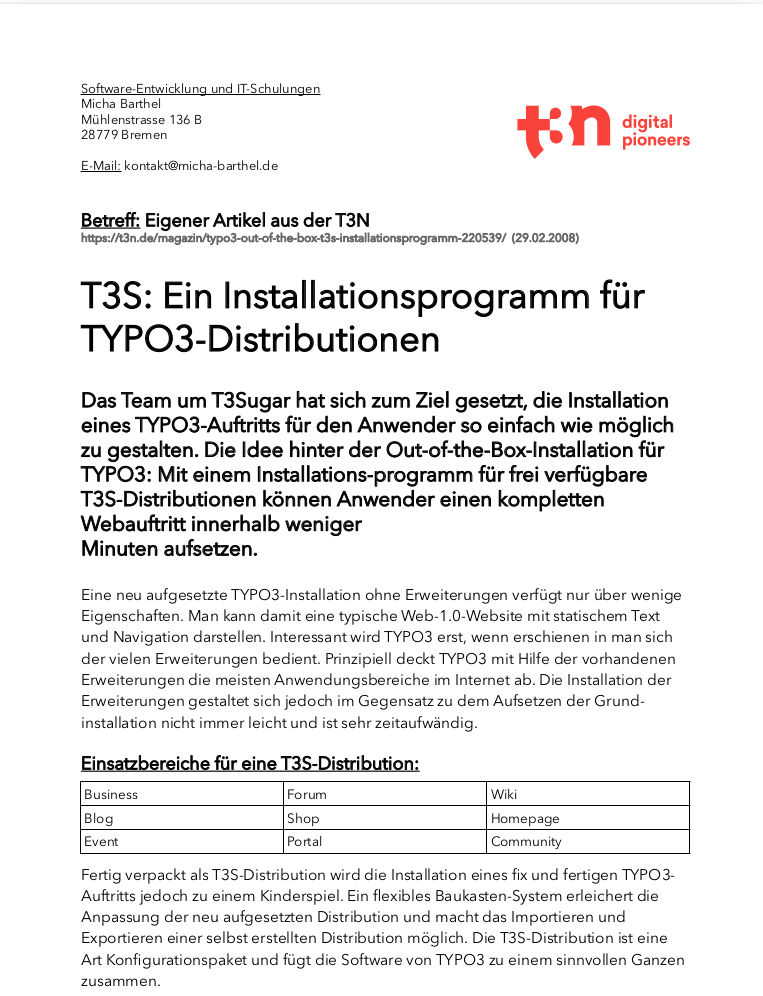 Software-Entwicklung und IT-Schulungen
Micha Barthel
Mühlenstrasse 136 B
28779 Bremen
E-Mail: kontakt@micha-barthel.de
t3n digital
pioneers
Betreff: Eigener Artikel aus der T3N
https://t3n.de/magazin/typo3-out-of-the-box-t3s-installationsprogramm-220539/ (29.02.2008)
T3S: Ein Installationsprogramm für
TYPO3-Distributionen
Das Team um T3Sugar hat sich zum Ziel gesetzt, die Installation
eines TYPO3-Auftritts für den Anwender so einfach wie möglich
zu gestalten. Die Idee hinter der Out-of-the-Box-Installation für
TYPO3: Mit einem Installations-programm für frei verfügbare
T3S-Distributionen können Anwender einen kompletten
Webauftritt innerhalb weniger
Minuten aufsetzen.
Eine neu aufgesetzte TYPO3-Installation ohne Erweiterungen verfügt nur über wenige
Eigenschaften. Man kann damit eine typische Web-1.0-Website mit statischem Text
und Navigation darstellen. Interessant wird TYPO3 erst, wenn erschienen in man sich
der vielen Erweiterungen bedient. Prinzipiell deckt TYPO3 mit Hilfe der vorhandenen
Erweiterungen die meisten Anwendungsbereiche im Internet ab. Die Installation der
Erweiterungen gestaltet sich jedoch im Gegensatz zu dem Aufsetzen der Grund-
installation nicht immer leicht und ist sehr zeitaufwändig.
Einsatzbereiche für eine T3S-Distribution:
Business Forum Wiki
Blog Shop Homepage
Event Portal Community
Fertig verpackt als T3S-Distribution wird die Installation eines fix und fertigen TYPO3-
Auftritts jedoch zu einem Kinderspiel. Ein flexibles Baukasten-System erleichert die
Anpassung der neu aufgesetzten Distribution und macht das Importieren und
Exportieren einer selbst erstellten Distribution möglich. Die T3S-Distribution ist eine
Art Konfigurationspaket und fügt die Software von TYPO3 zu einem sinnvollen Ganzen
zusammen.